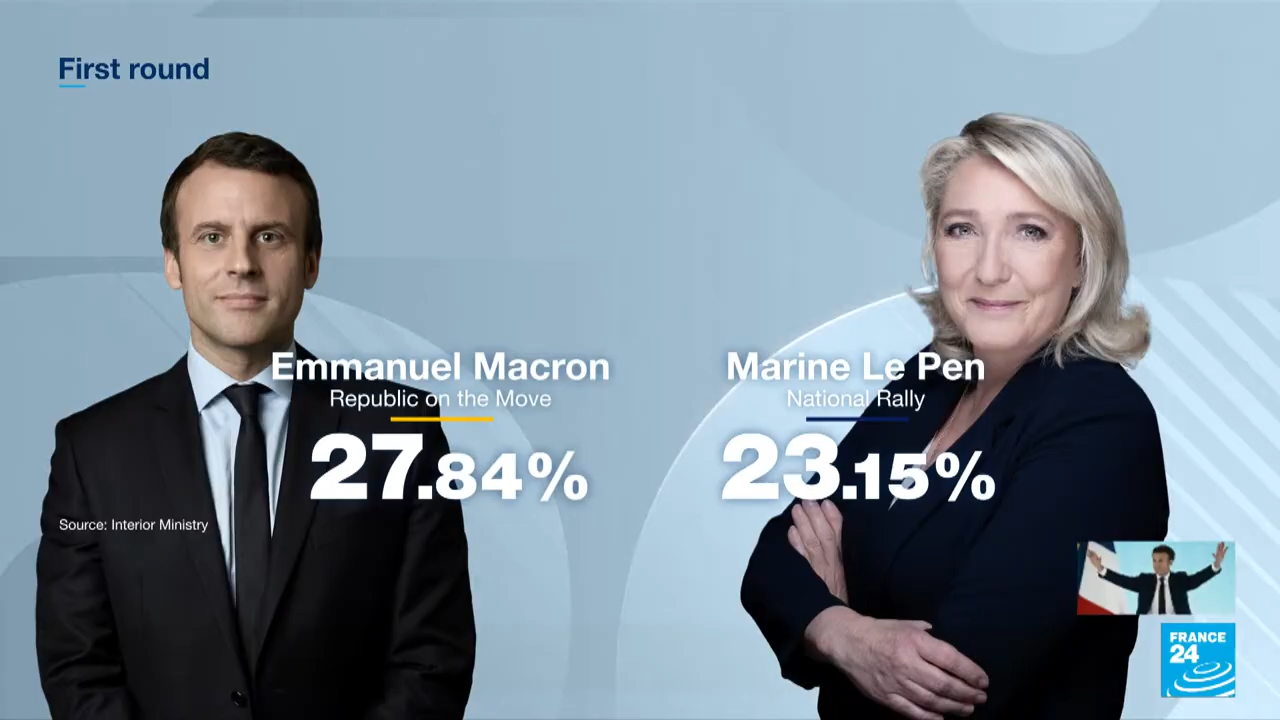 First round
Emmanuel Macron
Republic on the Move
27.84%
Marine Le Pen
National Rally
23.15%
Source: Interior Ministry
FRANCE
24